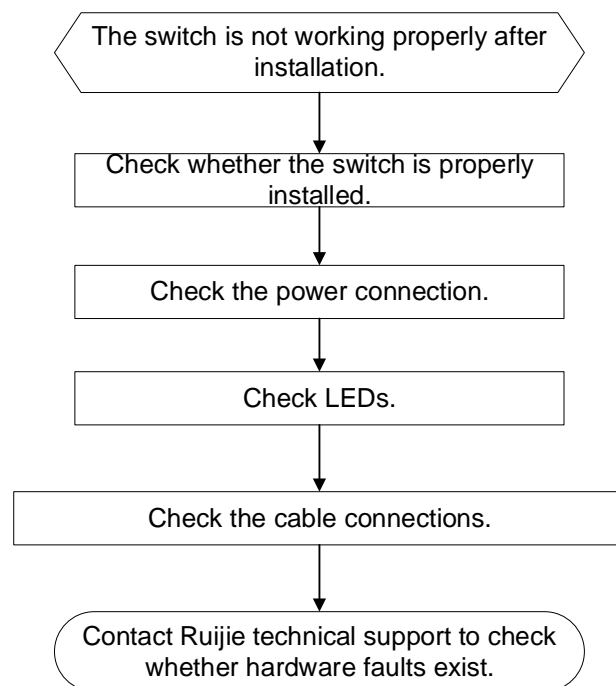 The switch is not working properly after
installation.
Check whether the switch is properly
installed.
Check the power connection.
Check LEDs.
Check the cable connections.
Contact Ruijie technical support to check
whether hardware faults exist.